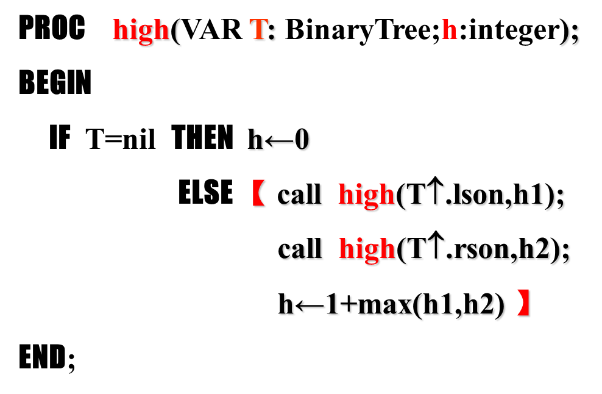 PROC high(VAR T: BinaryTree;h:integer);
BEGIN
IF T=nil THEN h←0
ELSE 【 call high(T↑.lson,h1);
call high(T↑.rson,h2);
h←1+max(h1,h2) 】
END;